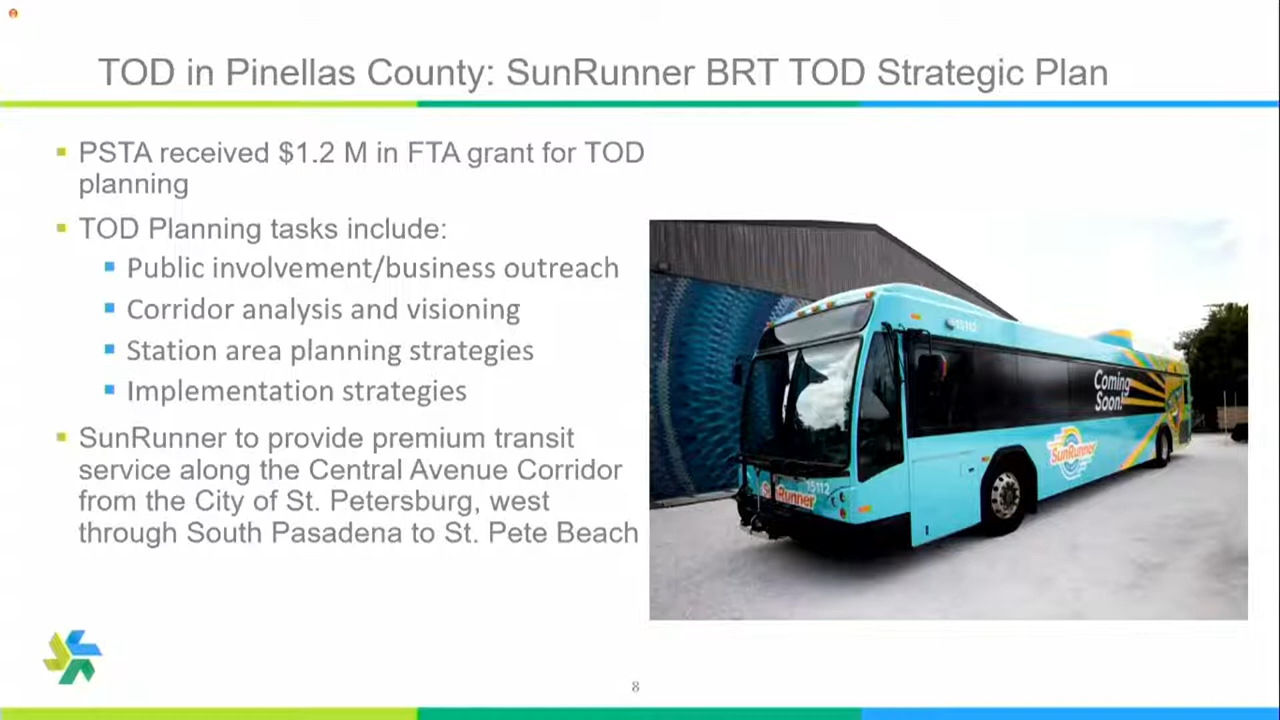 TOD in Pinellas County: SunRunner BRT TOD Strategic Plan
PSTA received $1.2 M in FTA grant for TOD
planning
TOD Planning tasks include:
Public involvement/business outreach
Corridor analysis and visioning
Station area planning strategies
Implementation strategies
SunRunner to provide premium transit
service along the Central Avenue Corridor
from the City of St. Petersburg, west
through South Pasadena to St. Pete Beach
15112
Coming
Soon!
SunRunner
15112
8